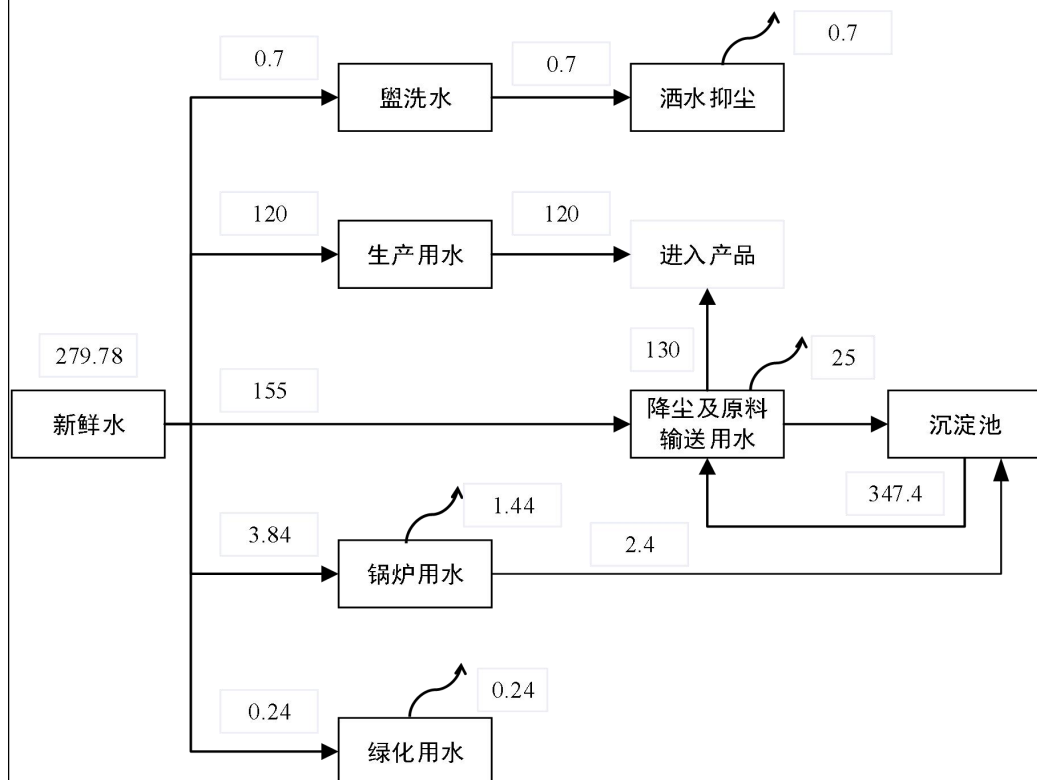 0.7
0.7
0.7
盥洗水
洒水抑尘
120
120
生产用水
进入产品
279.78
155
130
25
新鲜水
降尘及原料
输送用水
沉淀池
347.4
3.84
1.44
2.4
锅炉用水
0.24
0.24
绿化用水